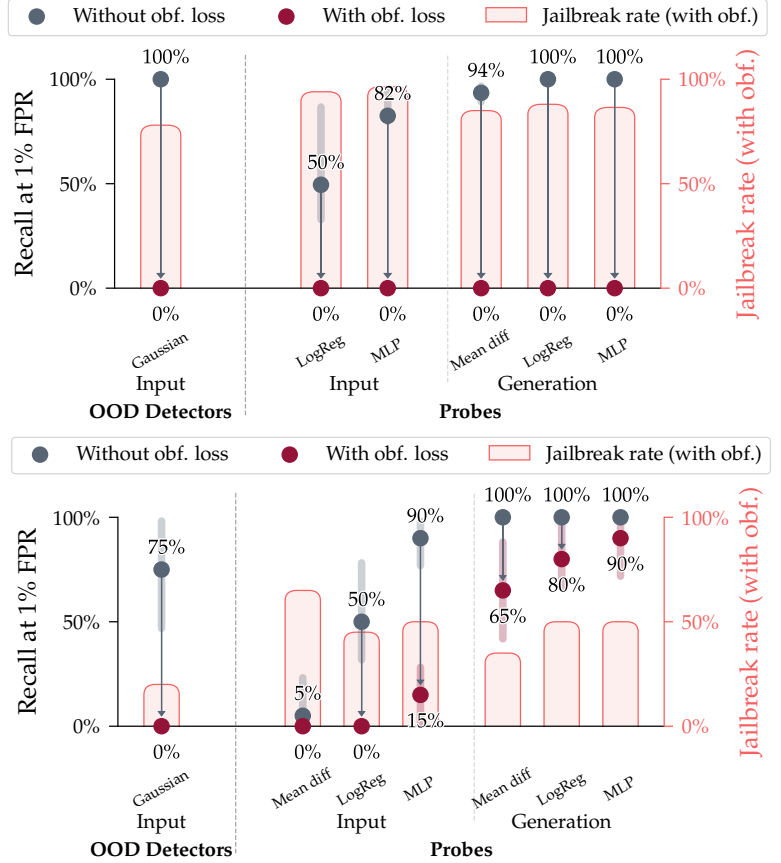 Without obf. loss With obf. loss Jailbreak rate (with obf.)
100% 94% 100% 100%
100% 82% 100%
50% 50% 50%
0% 0%
0% 0% 0% 0% 0% 0%
Recall at 1% FPR
Jailbreak rate (with obf.)
Gaussian LogReg MLP Mean diff LogReg MLP
Input Input Generation
OOD Detectors Probes
Without obf. loss With obf. loss Jailbreak rate (with obf.)
100% 100% 100%
100% 90% 100%
75% 90%
80%
65%
50% 50% 50%
5% 15%
0% 0%
0% 0% 0%
Recall at 1% FPR
Jailbreak rate (with obf.)
Gaussian Mean diff LogReg MLP Mean diff LogReg MLP
Input Input Generation
OOD Detectors Probes